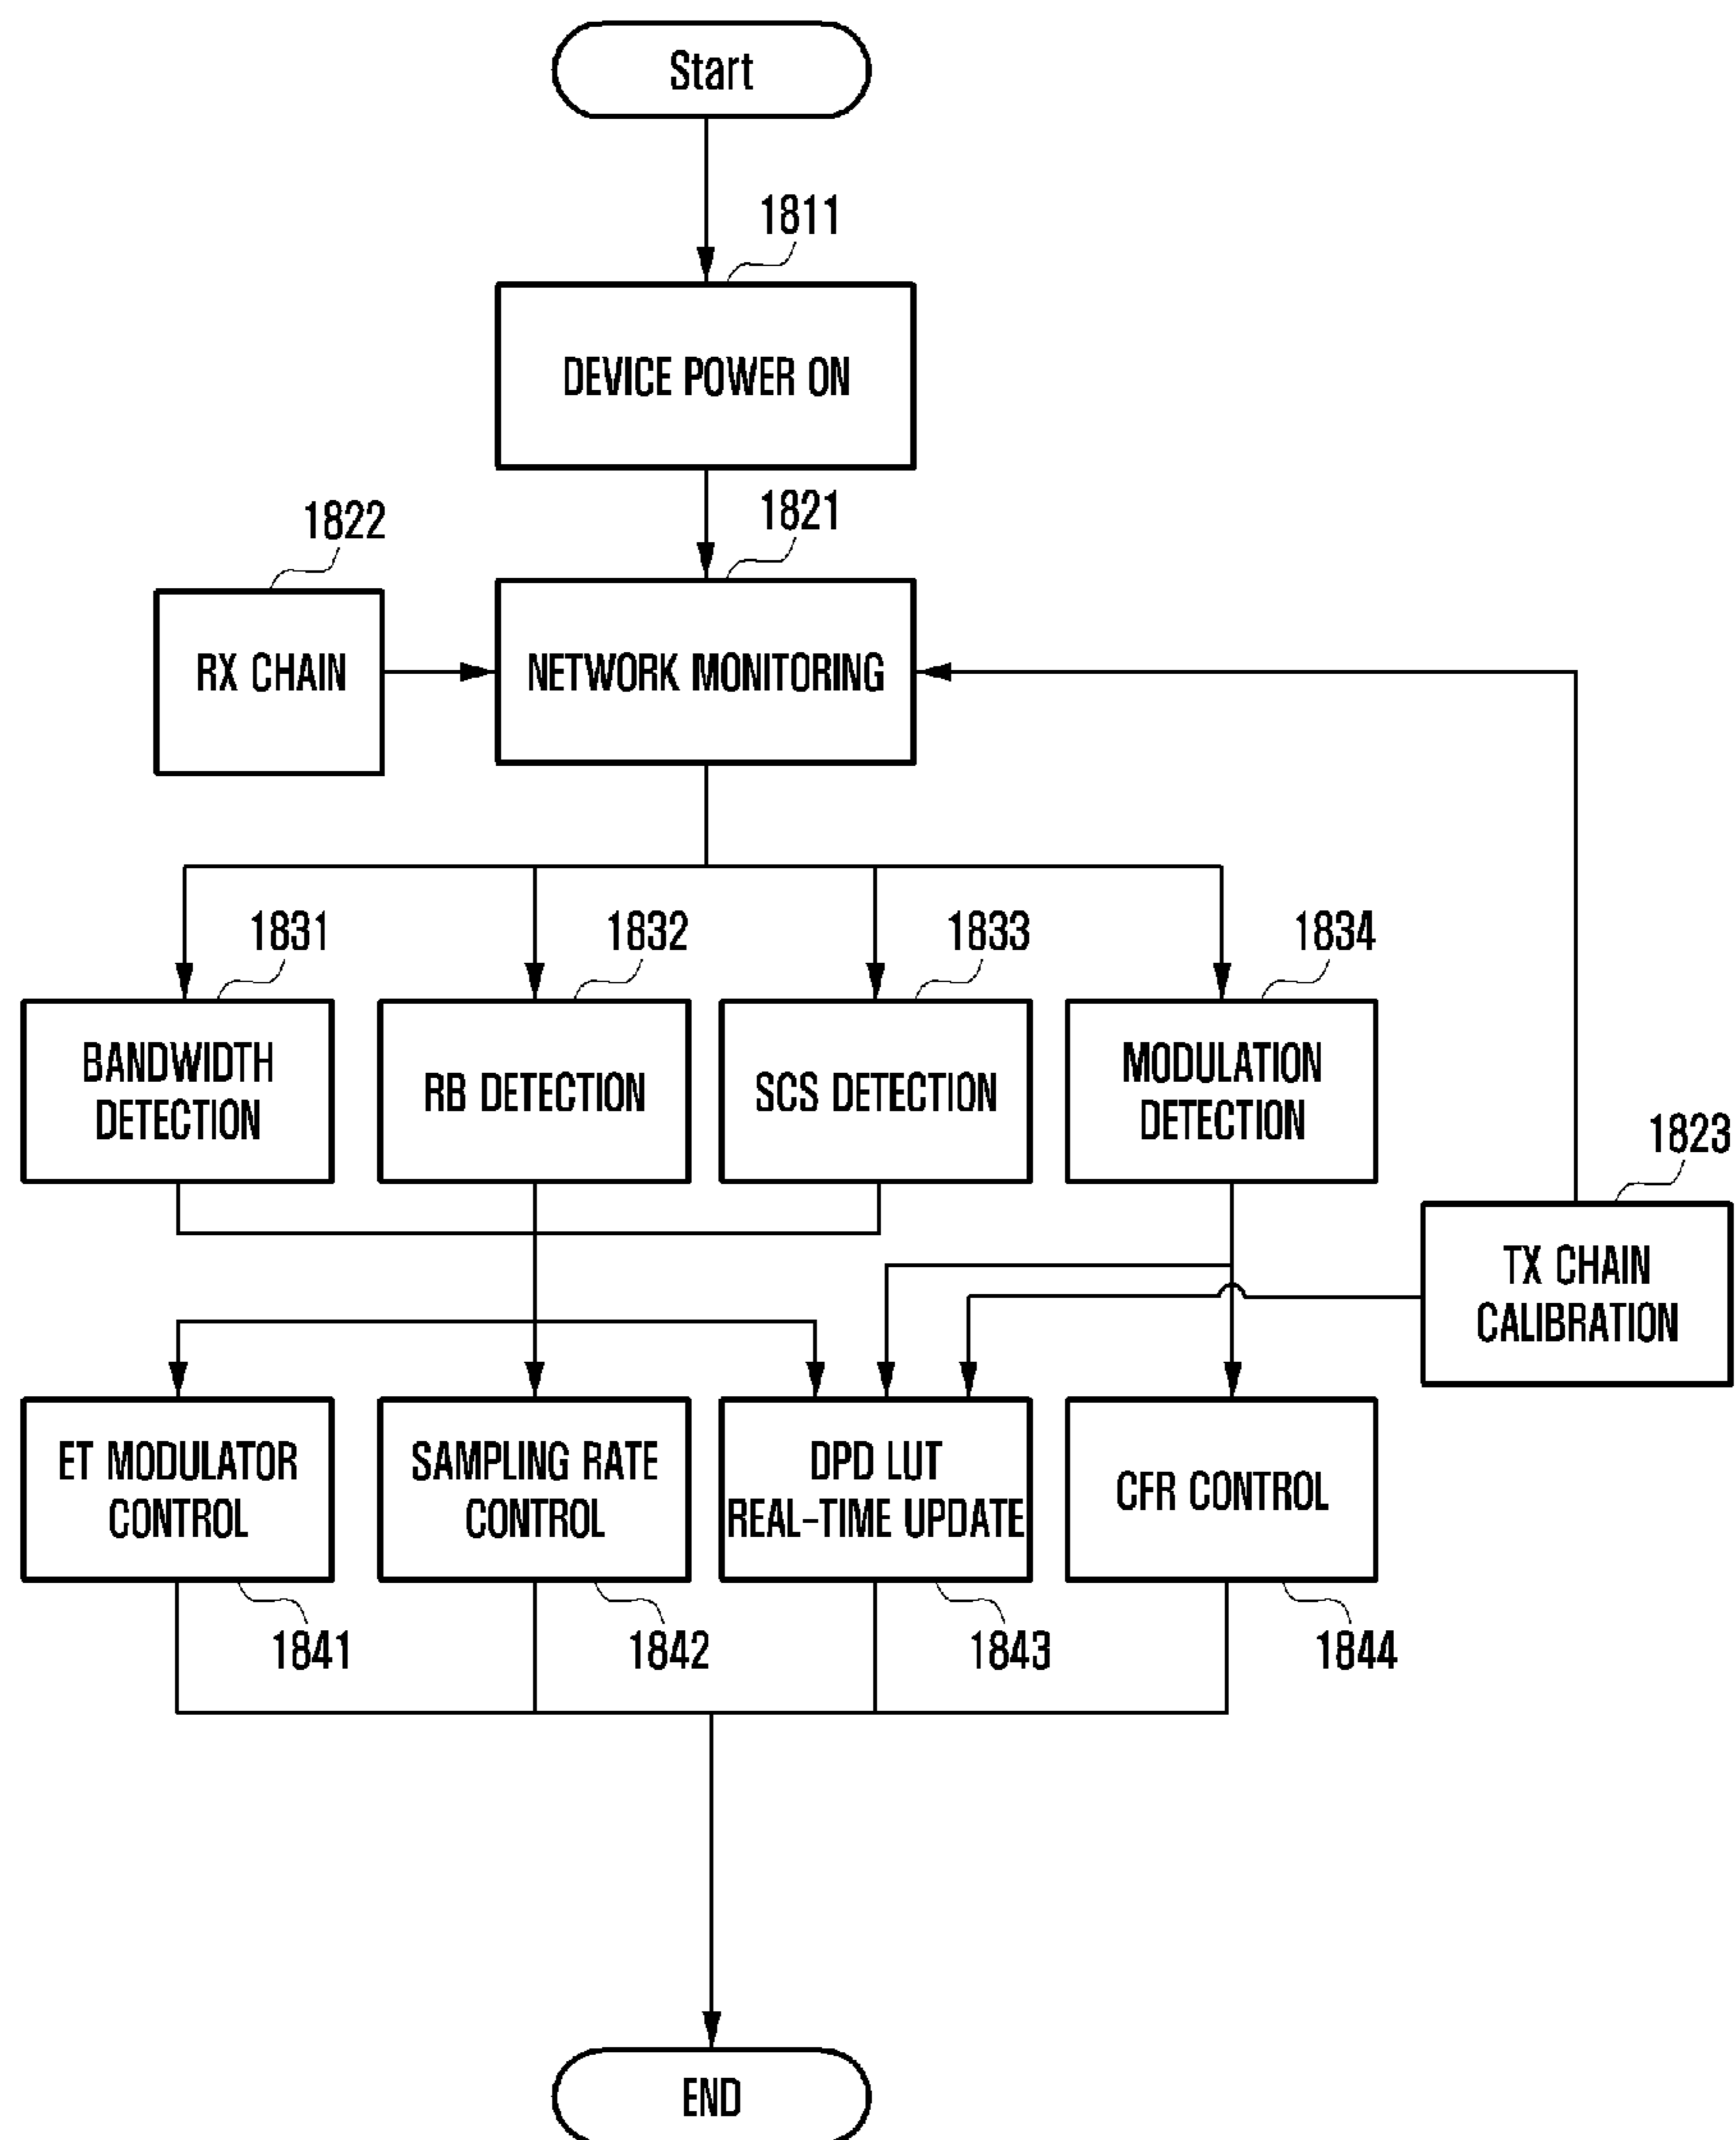 Start
1811
DEVICE POWER ON
1821
1822
RX CHAIN
NETWORK MONITORING
1831
1832
1833
1834
BANDWIDTH
DETECTION
RB DETECTION
SCS DETECTION
MODULATION
DETECTION
1823
TX CHAIN
CALIBRATION
ET MODULATOR
CONTROL
SAMPLING RATE
CONTROL
DPD LUT
REAL-TIME UPDATE
CFR CONTROL
1841
1842
1843
1844
END